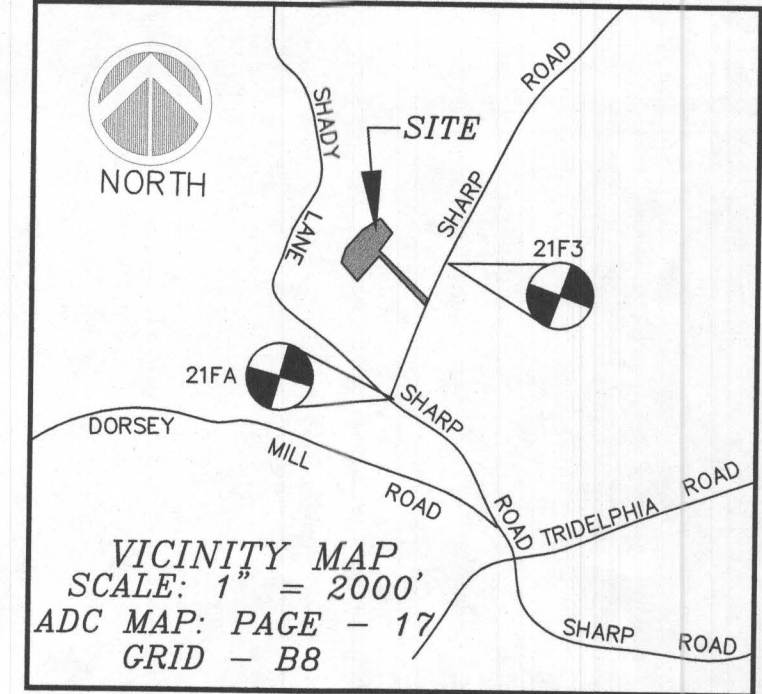 NORTH
SHADY
LANE
SITE
SHARP
ROAD
21F3
21FA
SHARP
ROAD
DORSEY
MILL
ROAD
TRIDELPHIA ROAD
SHARP ROAD
VICINITY MAP
SCALE: 1" = 2000'
ADC MAP: PAGE - 17
GRID - B8